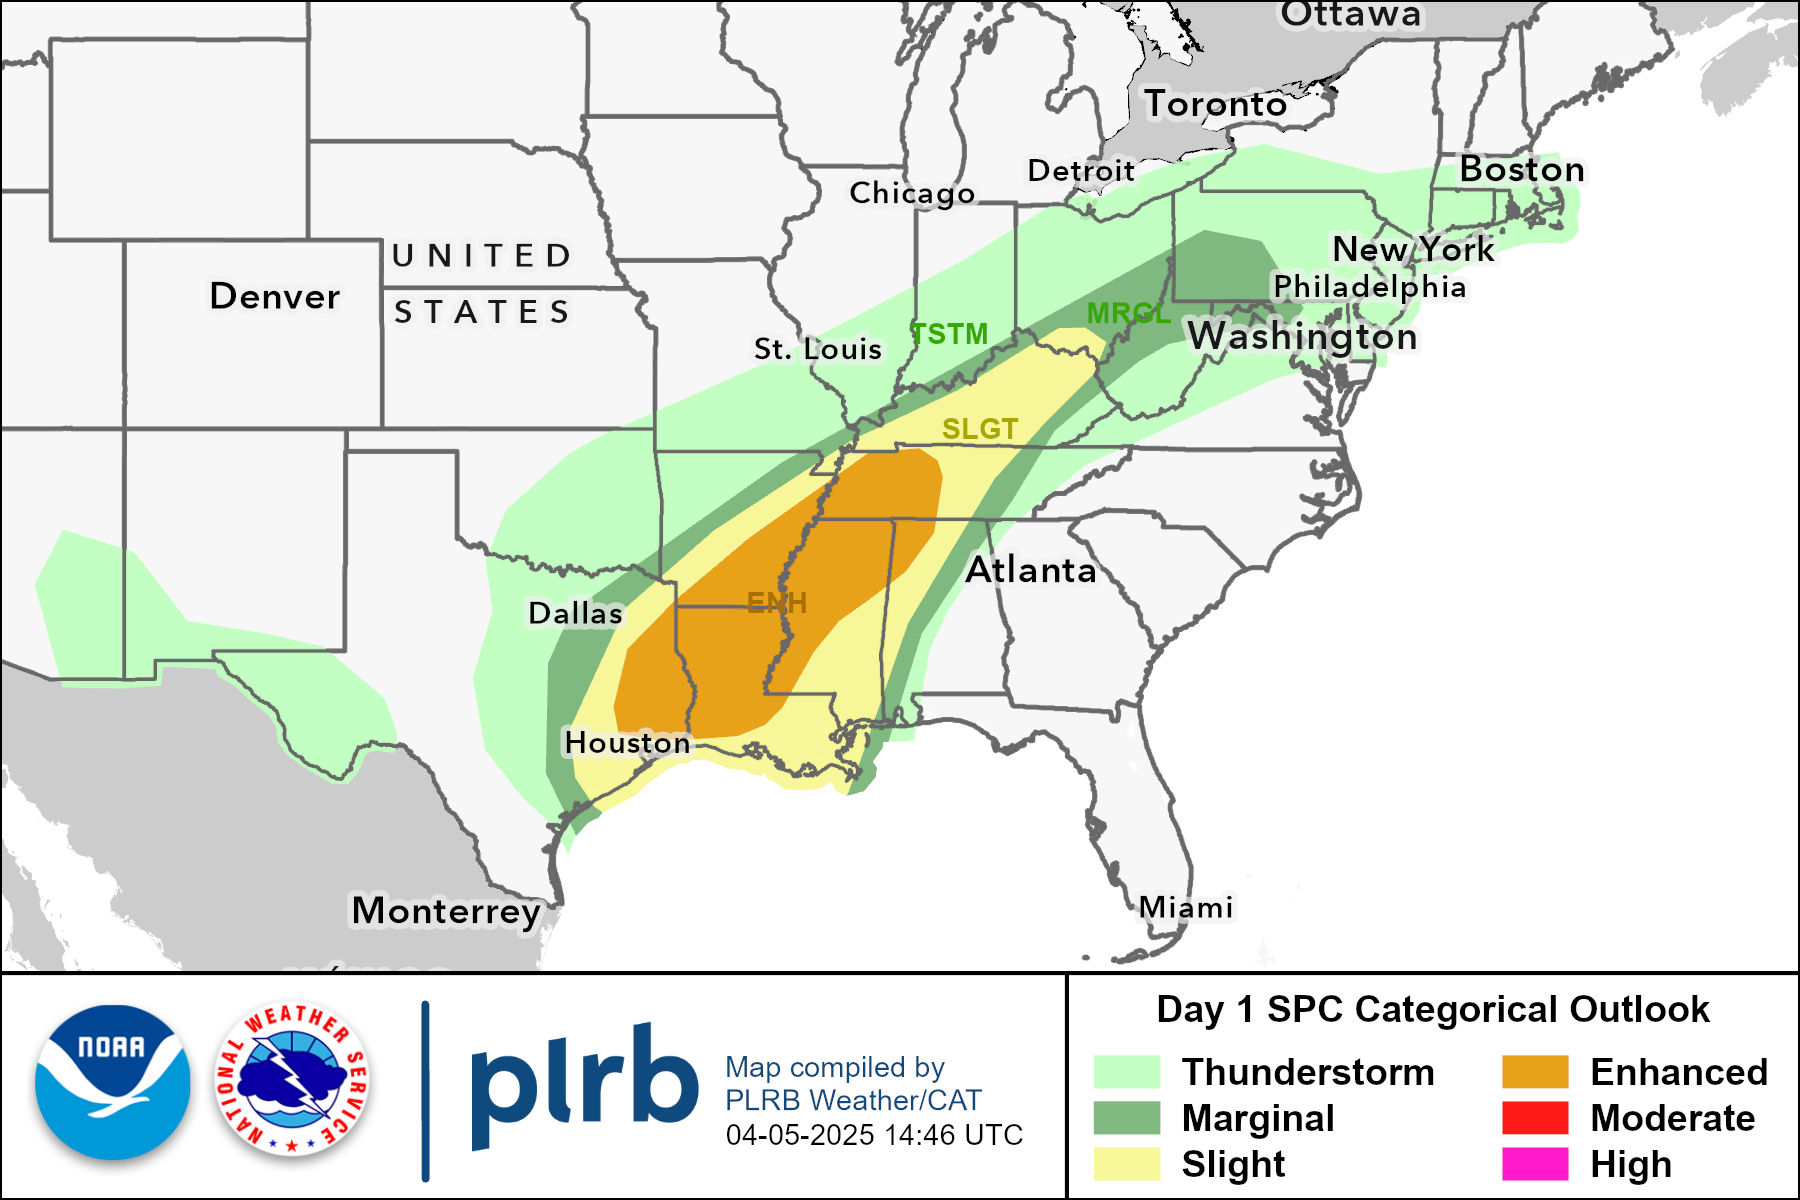 Ottawa
Toronto
Detroit
Boston
Chicago
New York
UNITED
Philadelphia
Denver
STATES
MRGL
TSTM
Washington
St. Louis
SLGT
Atlanta
ENH
Dallas
Houston
Miami
Monterrey
NOAA
NATIONAL WEATHER SERVICE
plrb
Map compiled by
PLRB Weather/CAT
04-05-2025 14:46 UTC
Day 1 SPC Categorical Outlook
Thunderstorm
Marginal
Slight
Enhanced
Moderate
High